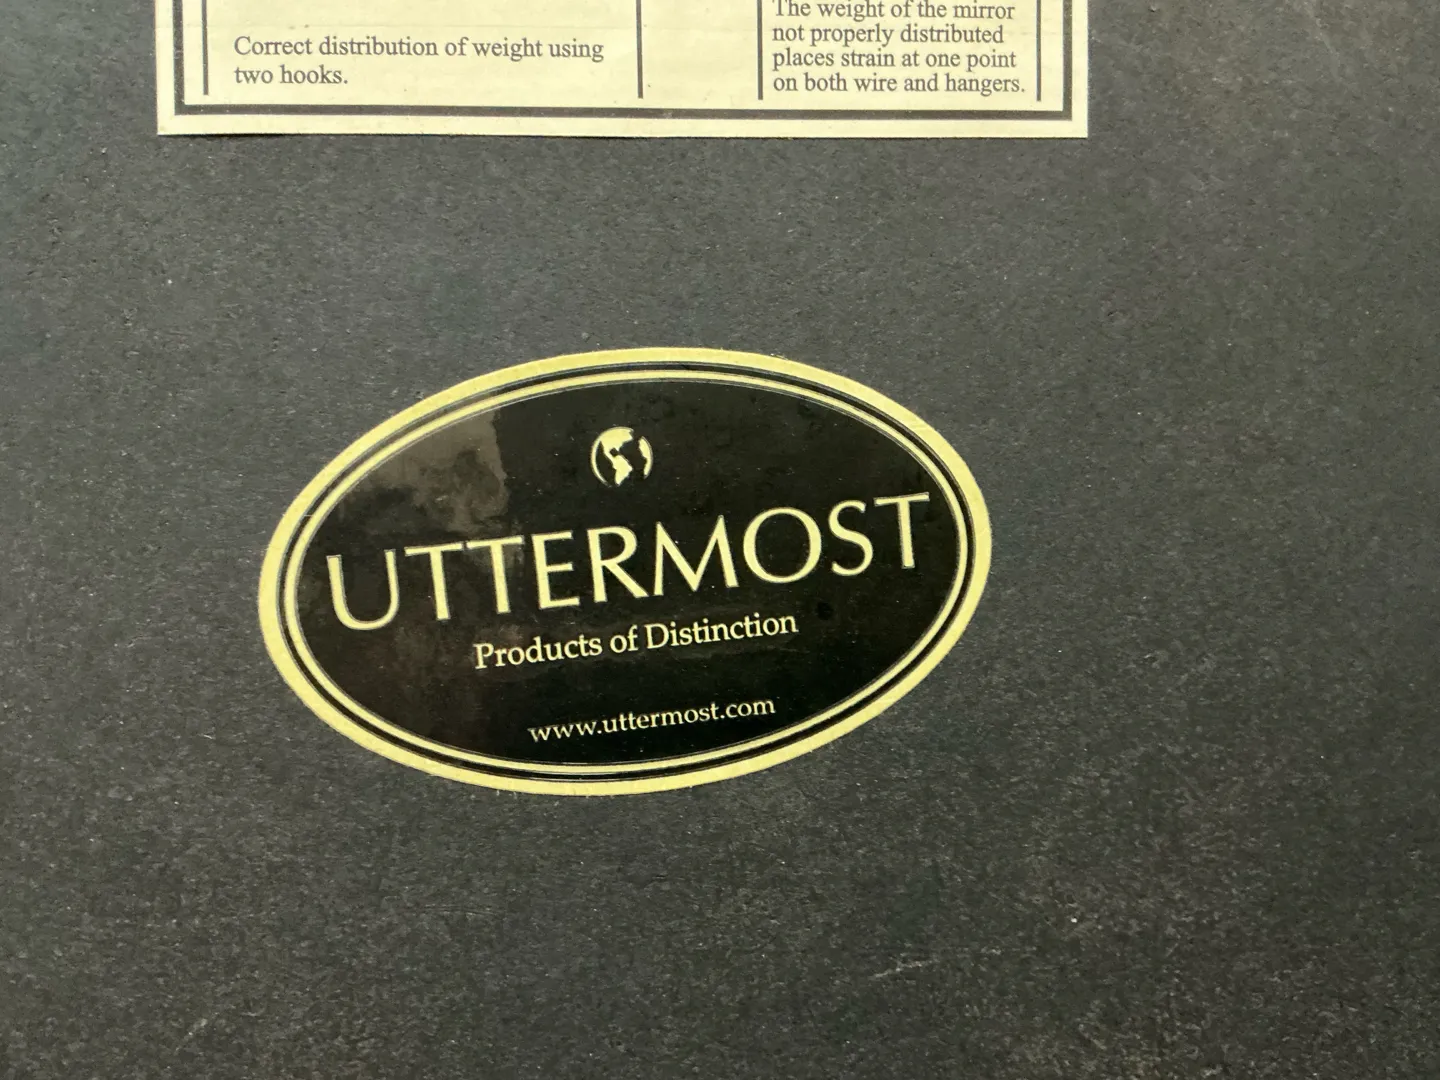 Correct distribution of weight using
two hooks.
The weight of the mirror
not properly distributed
places strain at one point
on both wire and hangers.
UTTERMOST
Products of Distinction
www.uttermost.com